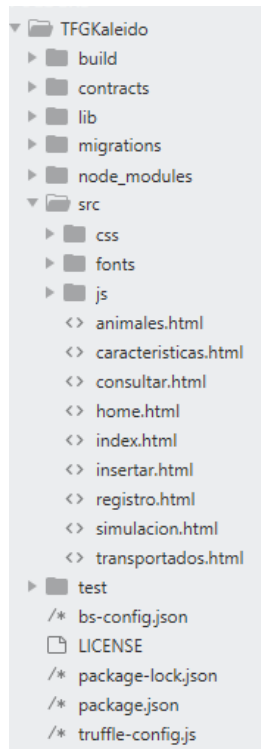 TFGKaleido
build
contracts
lib
migrations
node_modules
src
css
fonts
js
<> animales.html
<> caracteristicas.html
<> consultar.html
<> home.html
<> index.html
<> insertar.html
<> registro.html
<> simulacion.html
<> transportados.html
test
/* bs-config.json
LICENSE
/* package-lock.json
/* package.json
/* truffle-config.js